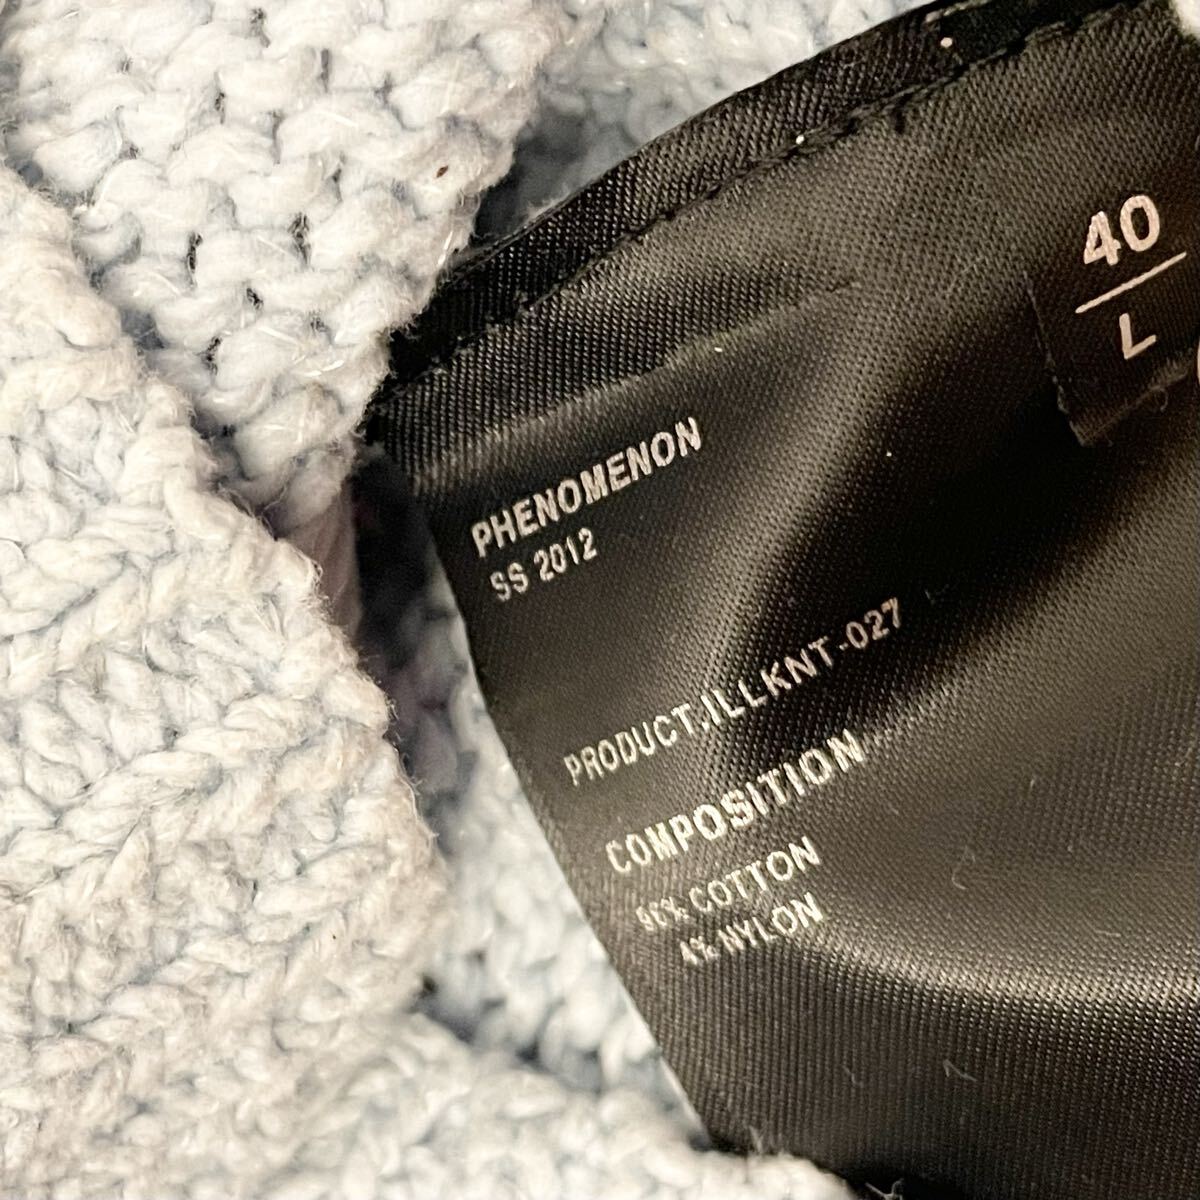 40
L
PHENOMENON
SS 2012
PRODUCT:ILLKNT-027
COMPOSITION
96% COTTON
4% NYLON